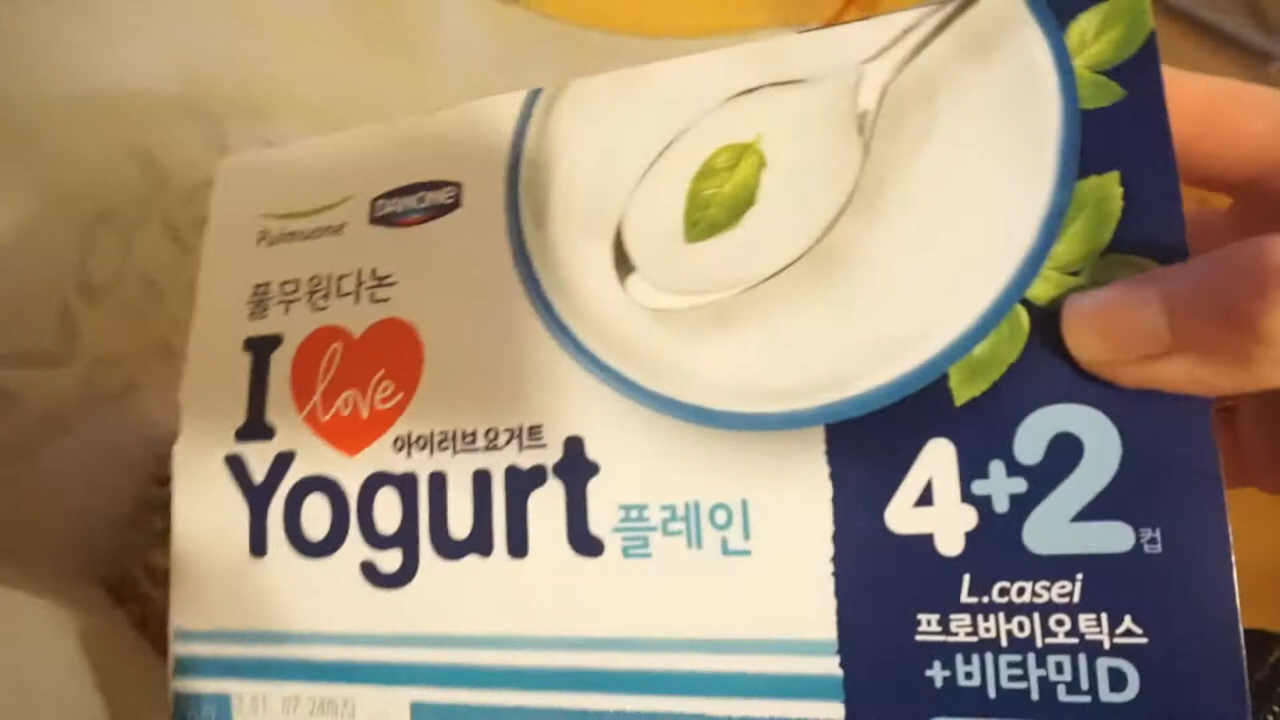 Pulmuone
DANONE
풀무원다논
I love
아이러브 요거트
Yogurt 플레인
4+2컵
L.casei
프로바이오틱스
+비타민D